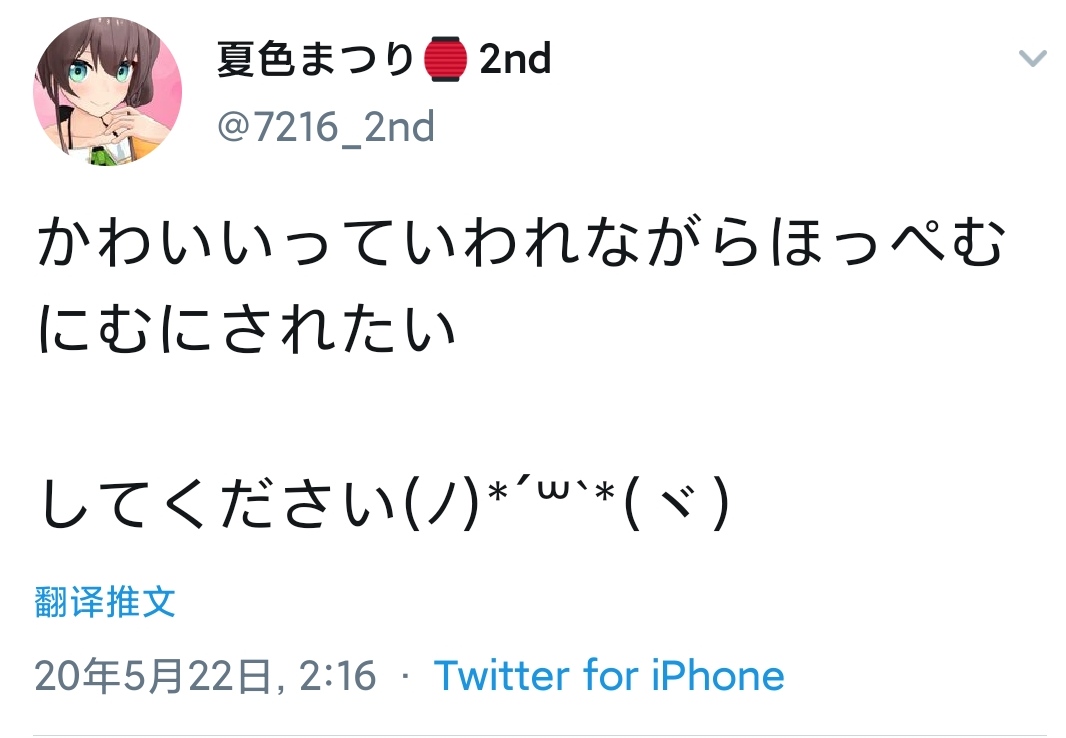 夏色まつり🏮2nd
@7216_2nd
かわいいっていわれながらほっぺむ
にむにされたい
してください(ノ)*´꒳`*(ヾ)
翻译推文
20年5月22日, 2:16 · Twitter for iPhone